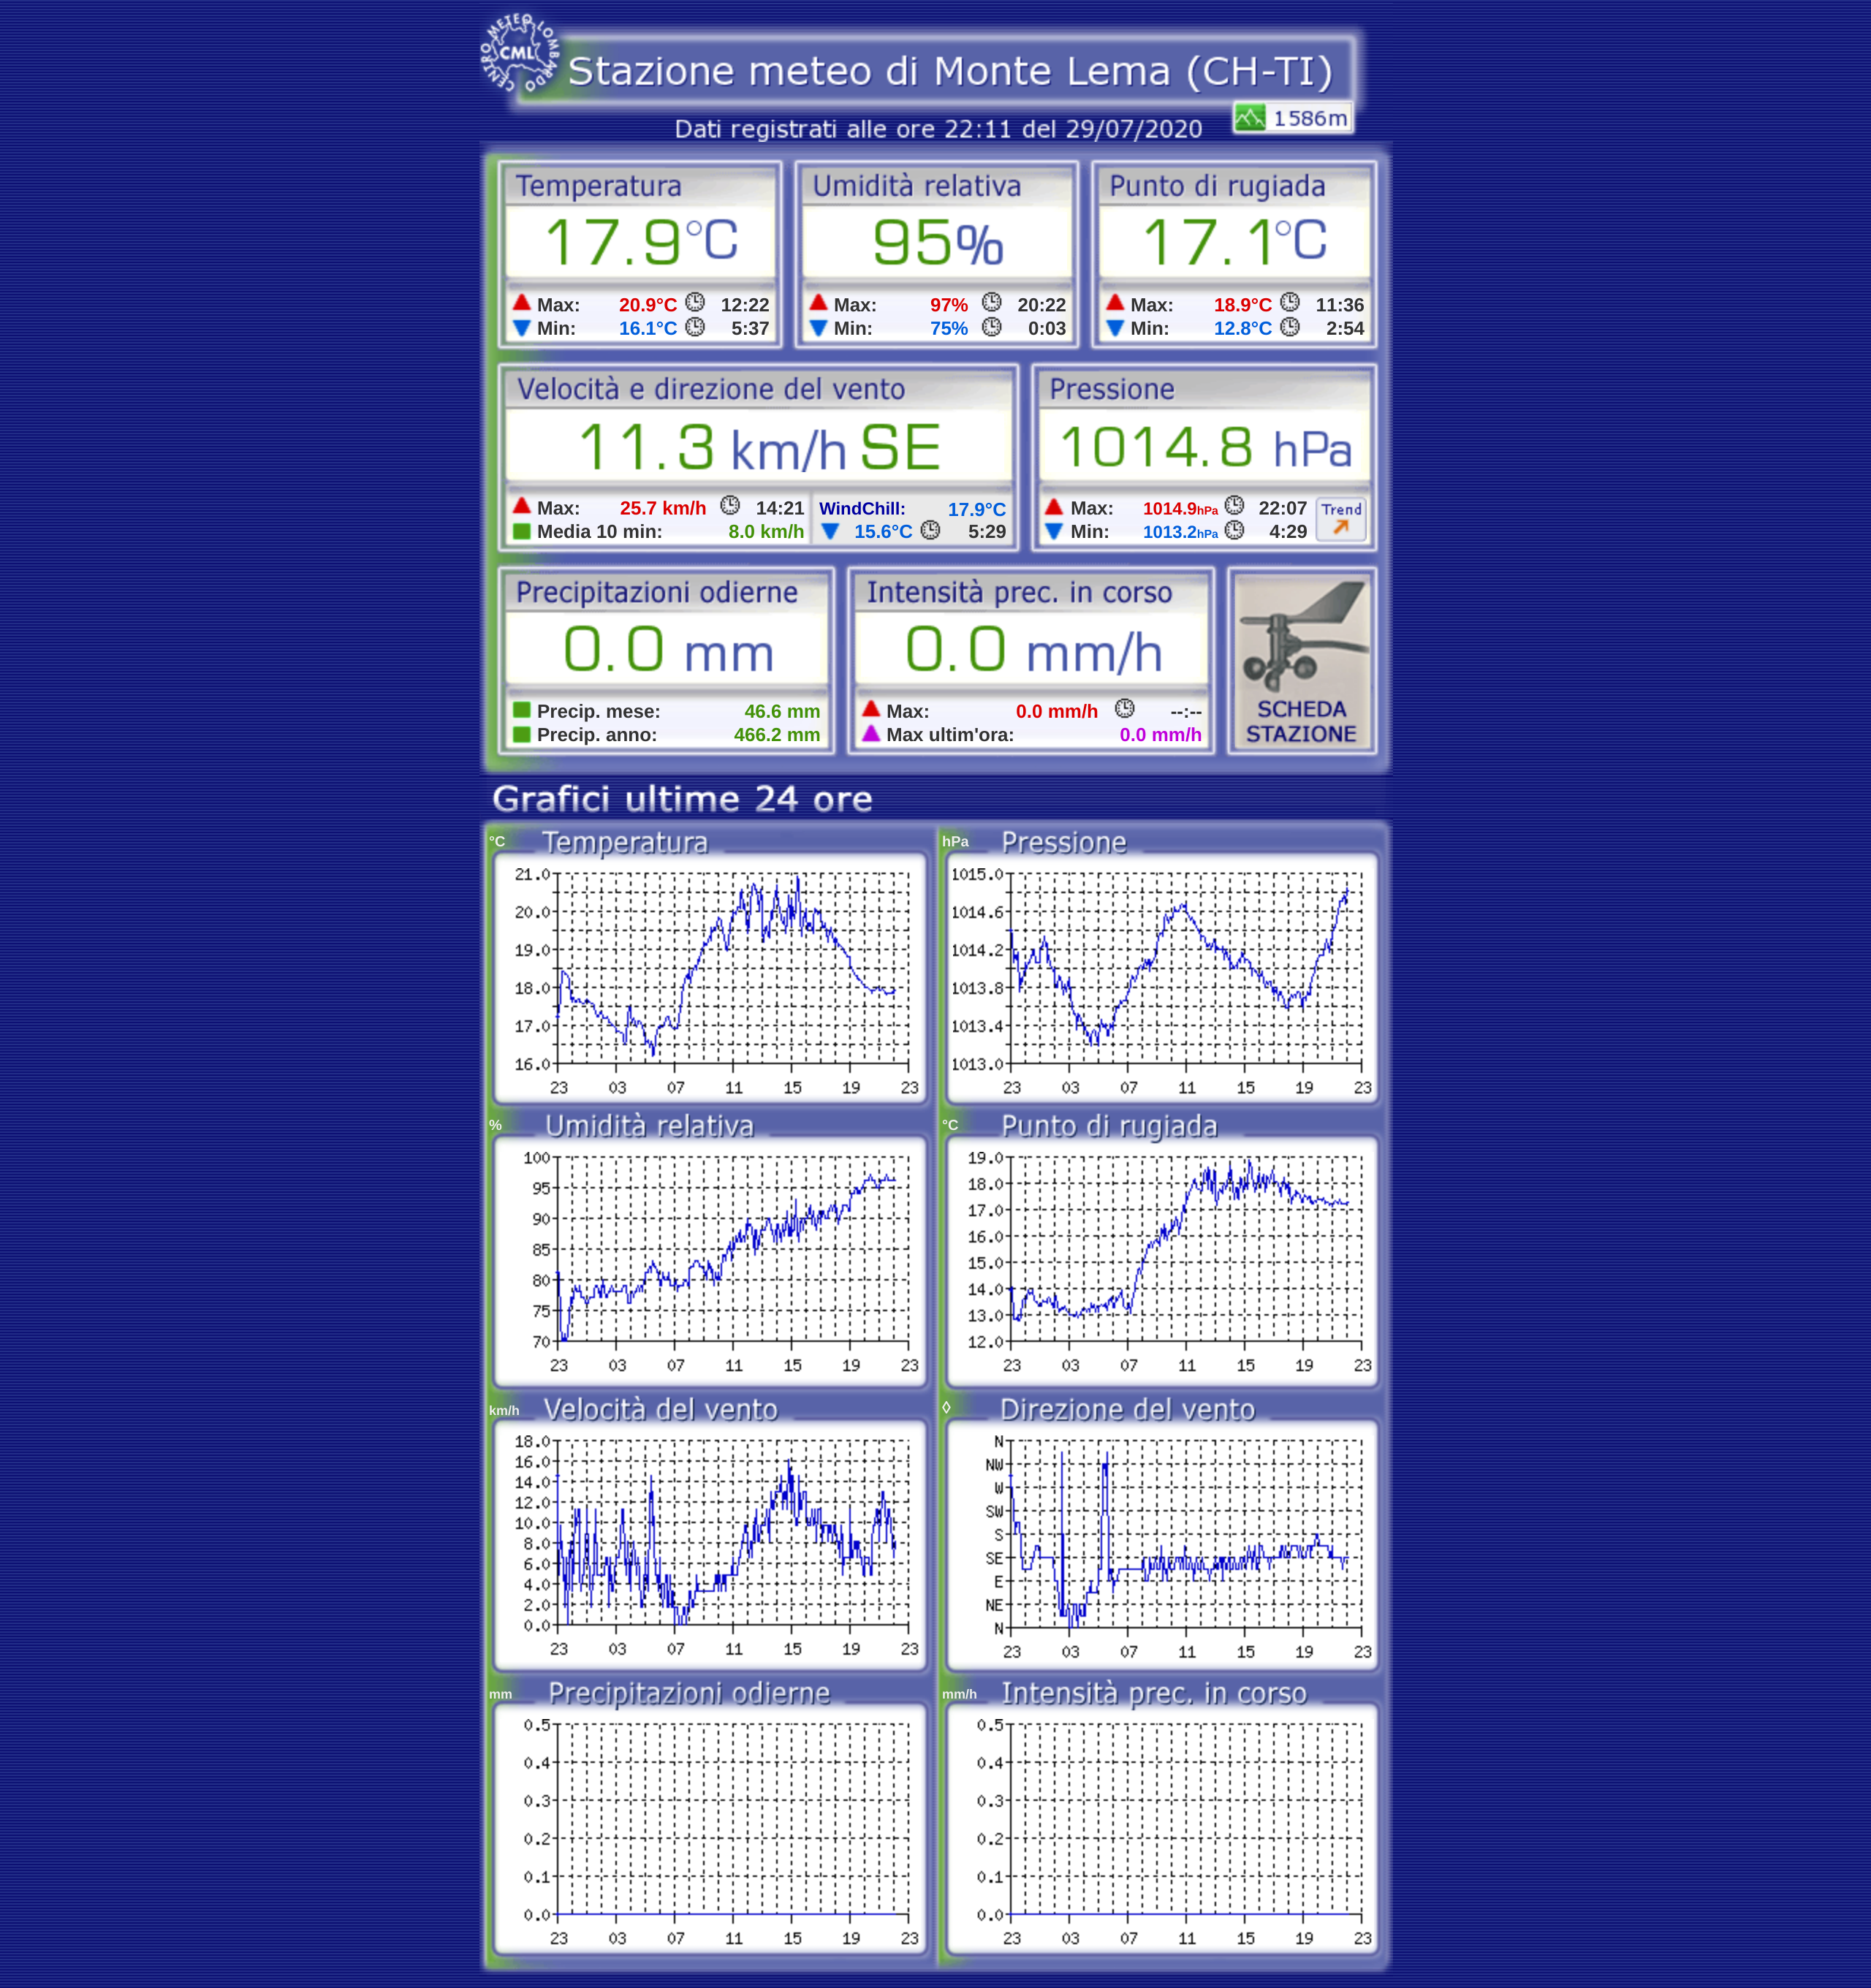 CENTRO METEO LOMBARDO
CML
Stazione meteo di Monte Lema (CH-TI)
1586m
Dati registrati alle ore 22:11 del 29/07/2020
Temperatura
17.9°C
Max: 20.9°C 12:22
Min: 16.1°C 5:37
Umidità relativa
95%
Max: 97% 20:22
Min: 75% 0:03
Punto di rugiada
17.1°C
Max: 18.9°C 11:36
Min: 12.8°C 2:54
Velocità e direzione del vento
11.3 km/h SE
Max: 25.7 km/h 14:21
Media 10 min: 8.0 km/h
WindChill: 17.9°C
15.6°C 5:29
Pressione
1014.8 hPa
Max: 1014.9hPa 22:07
Min: 1013.2hPa 4:29
Trend
Precipitazioni odierne
0.0 mm
Precip. mese: 46.6 mm
Precip. anno: 466.2 mm
Intensità prec. in corso
0.0 mm/h
Max: 0.0 mm/h --:--
Max ultim'ora: 0.0 mm/h
SCHEDA
STAZIONE
Grafici ultime 24 ore
°C Temperatura
21.0
20.0
19.0
18.0
17.0
16.0
23 03 07 11 15 19 23
hPa Pressione
1015.0
1014.6
1014.2
1013.8
1013.4
1013.0
23 03 07 11 15 19 23
% Umidità relativa
100
95
90
85
80
75
70
23 03 07 11 15 19 23
°C Punto di rugiada
19.0
18.0
17.0
16.0
15.0
14.0
13.0
12.0
23 03 07 11 15 19 23
km/h Velocità del vento
18.0
16.0
14.0
12.0
10.0
8.0
6.0
4.0
2.0
0.0
23 03 07 11 15 19 23
◊ Direzione del vento
N
NW
W
SW
S
SE
E
NE
N
23 03 07 11 15 19 23
mm Precipitazioni odierne
0.5
0.4
0.3
0.2
0.1
0.0
23 03 07 11 15 19 23
mm/h Intensità prec. in corso
0.5
0.4
0.3
0.2
0.1
0.0
23 03 07 11 15 19 23